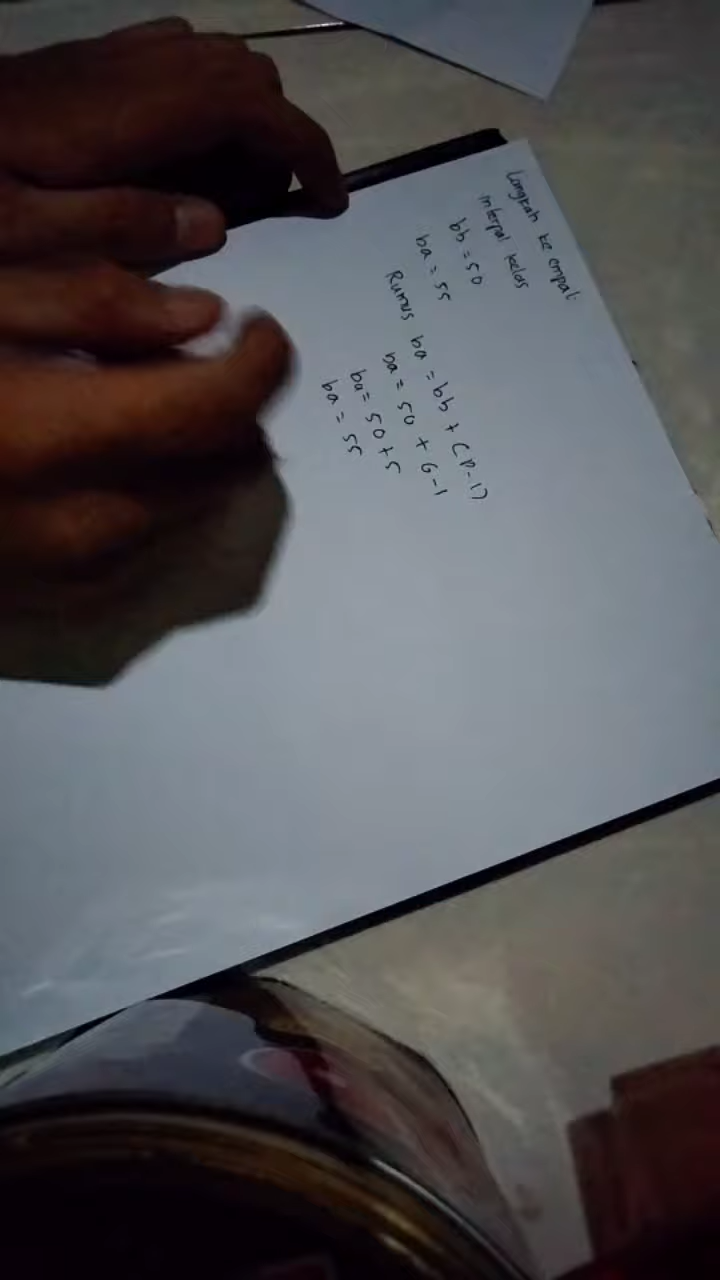 Langkah ke empat
interpal kelas
bb = 50
ba = 55
Rumus ba = bb + (P-1)
ba = 50 + 6-1
ba = 50+5
ba = 55